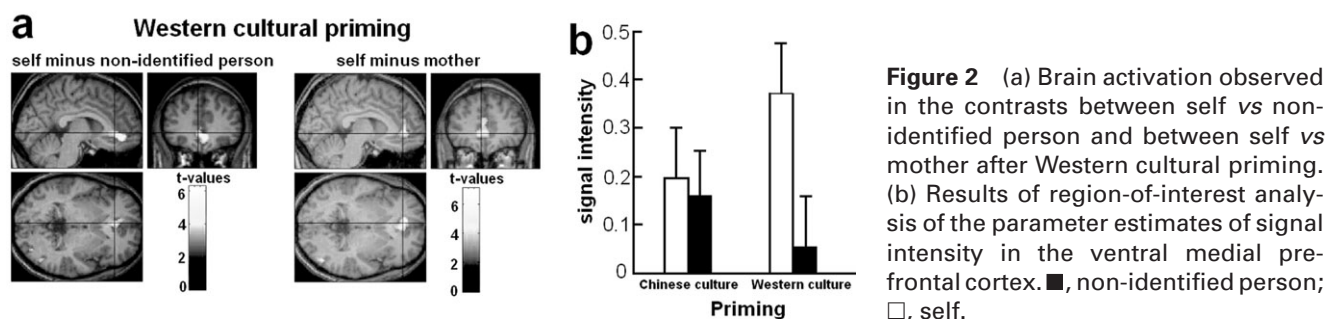 a
Western cultural priming
self minus non-identified person
self minus mother
t-values
6
4
2
0
t-values
6
4
2
0
b
0.5
0.4
0.3
0.2
0.1
0
signal intensity
Chinese culture Western culture
Priming
Figure 2 (a) Brain activation observed
in the contrasts between self vs non-
identified person and between self vs
mother after Western cultural priming.
(b) Results of region-of-interest analy-
sis of the parameter estimates of signal
intensity in the ventral medial pre-
frontal cortex. ■, non-identified person;
□, self.